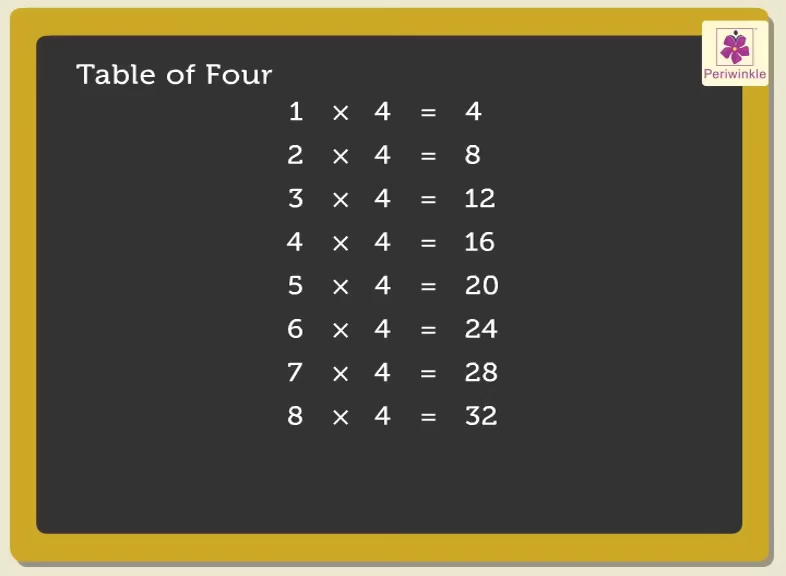 Periwinkle
Table of Four
1 × 4 = 4
2 × 4 = 8
3 × 4 = 12
4 × 4 = 16
5 × 4 = 20
6 × 4 = 24
7 × 4 = 28
8 × 4 = 32